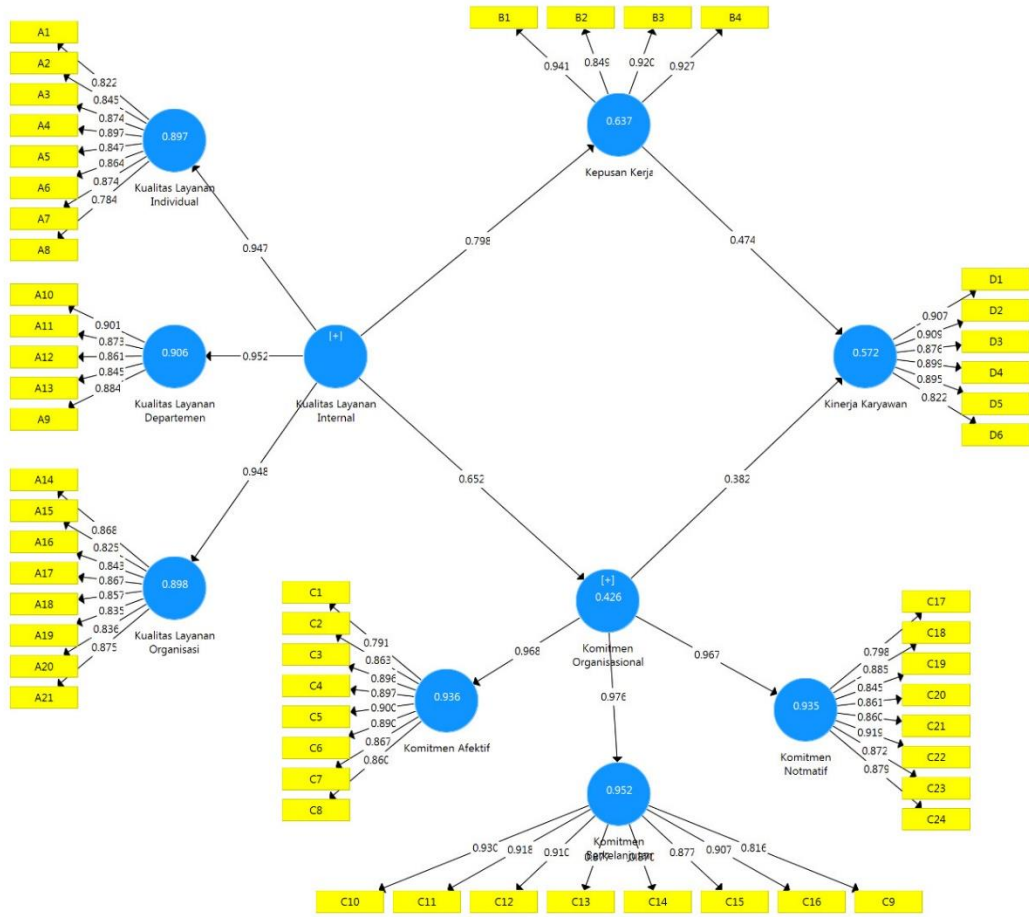 A1
A2
A3
A4
A5
A6
A7
A8
0.822
0.845
0.874
0.897
0.847
0.864
0.874
0.784
0.897
Kualitas Layanan
Individual
B1
B2
B3
B4
0.941
0.849
0.920
0.927
0.637
Kepusan Kerja
0.947
0.798
0.474
A10
A11
A12
A13
A9
0.901
0.873
0.861
0.845
0.884
0.906
Kualitas Layanan
Departemen
0.952
[+]
Kualitas Layanan
Internal
0.572
Kinerja Karyawan
0.907
0.909
0.876
0.899
0.895
0.822
D1
D2
D3
D4
D5
D6
0.948
0.652
0.382
A14
A15
A16
A17
A18
A19
A20
A21
0.868
0.825
0.843
0.867
0.857
0.835
0.836
0.875
0.898
Kualitas Layanan
Organisasi
[+]
0.426
Komitmen
Organisasional
0.968
0.976
0.967
C1
C2
C3
C4
C5
C6
C7
C8
0.791
0.863
0.896
0.897
0.900
0.890
0.867
0.860
0.936
Komitmen Afektif
0.935
Komitmen
Notmatif
0.798
0.885
0.845
0.861
0.860
0.919
0.872
0.879
C17
C18
C19
C20
C21
C22
C23
C24
0.952
Komitmen
Berkelanjutan
0.930
0.918
0.910
0.877
0.870
0.877
0.907
0.816
C10
C11
C12
C13
C14
C15
C16
C9